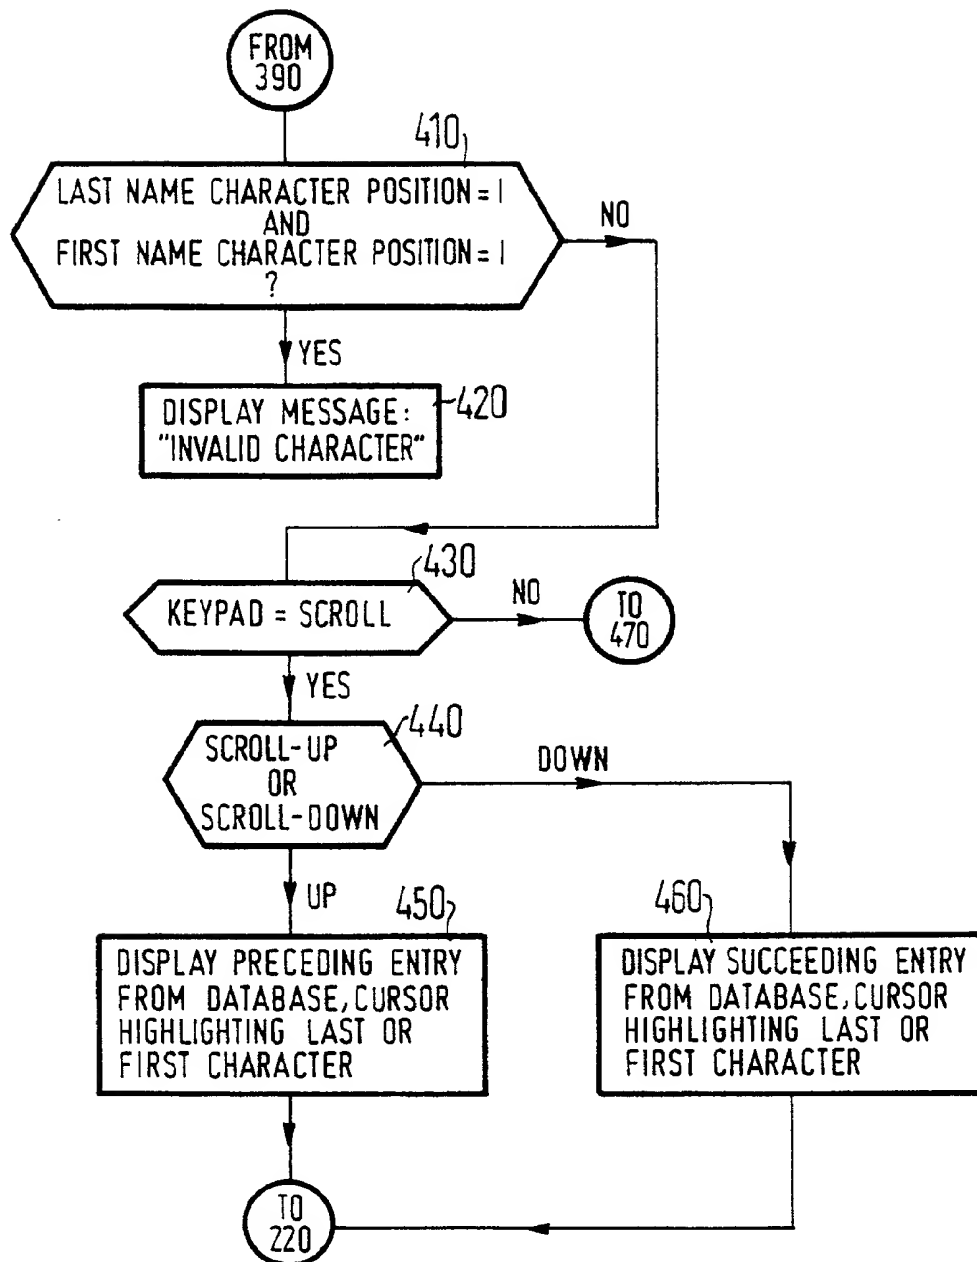 FROM
390
410
LAST NAME CHARACTER POSITION = 1
AND
FIRST NAME CHARACTER POSITION = 1
?
NO
YES
420
DISPLAY MESSAGE:
"INVALID CHARACTER"
430
KEYPAD = SCROLL
NO
TO
470
YES
440
SCROLL-UP
OR
SCROLL-DOWN
DOWN
UP
450
DISPLAY PRECEDING ENTRY
FROM DATABASE, CURSOR
HIGHLIGHTING LAST OR
FIRST CHARACTER
460
DISPLAY SUCCEEDING ENTRY
FROM DATABASE, CURSOR
HIGHLIGHTING LAST OR
FIRST CHARACTER
TO
220